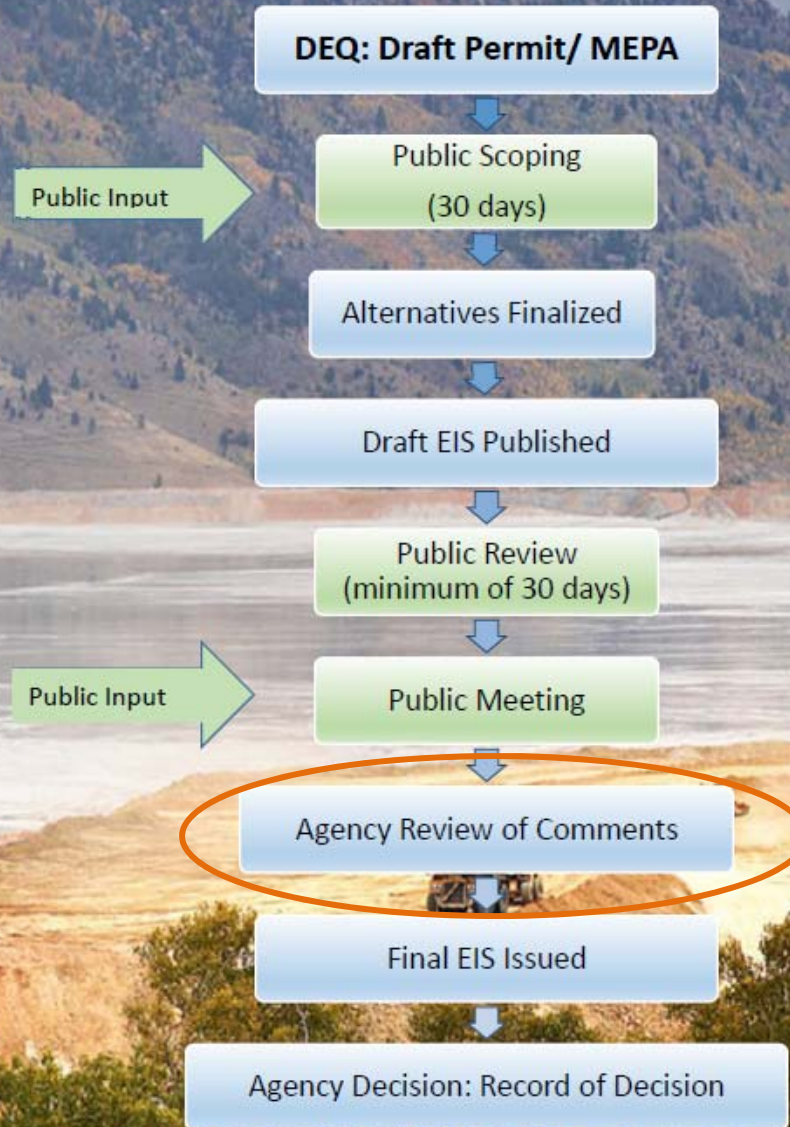 DEQ: Draft Permit/ MEPA
Public Scoping
(30 days)
Public Input
Alternatives Finalized
Draft EIS Published
Public Review
(minimum of 30 days)
Public Input
Public Meeting
Agency Review of Comments
Final EIS Issued
Agency Decision: Record of Decision